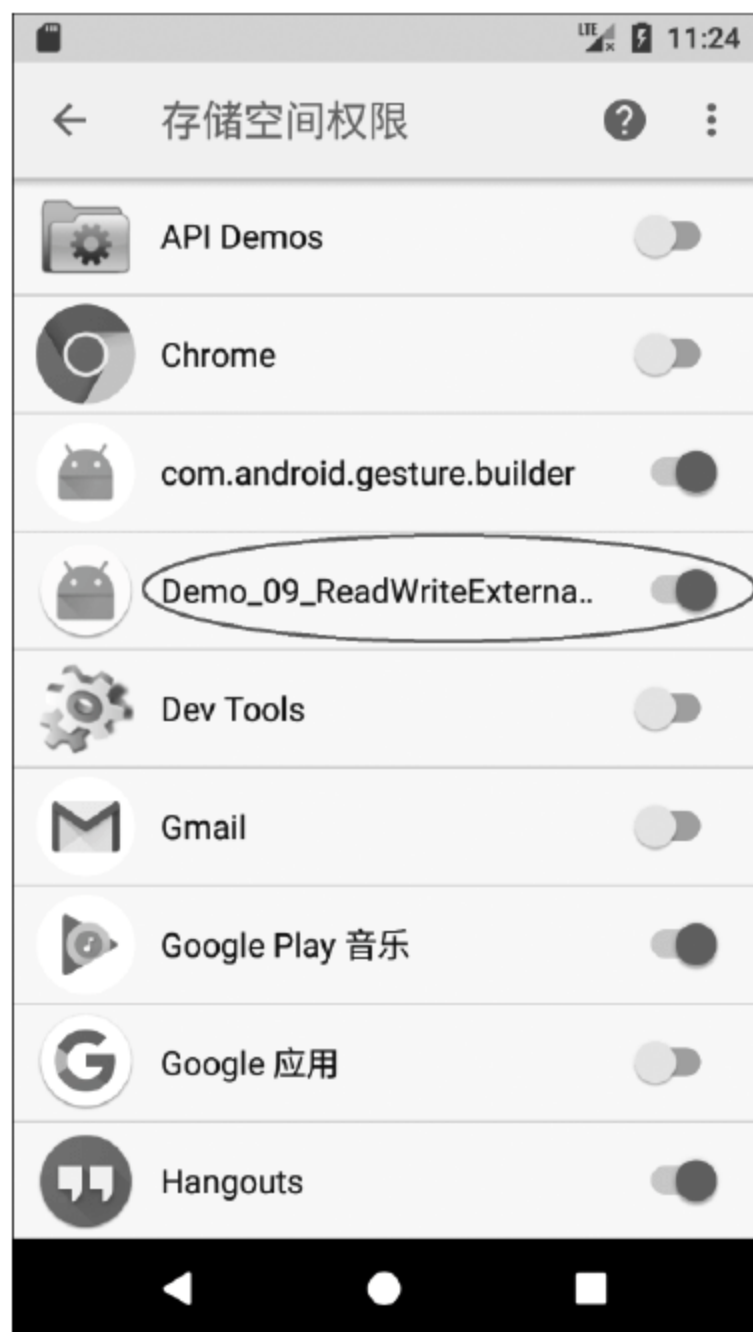 LTE 11:24
存储空间权限
API Demos
Chrome
com.android.gesture.builder
Demo_09_ReadWriteExterna..
Dev Tools
Gmail
Google Play 音乐
Google 应用
Hangouts